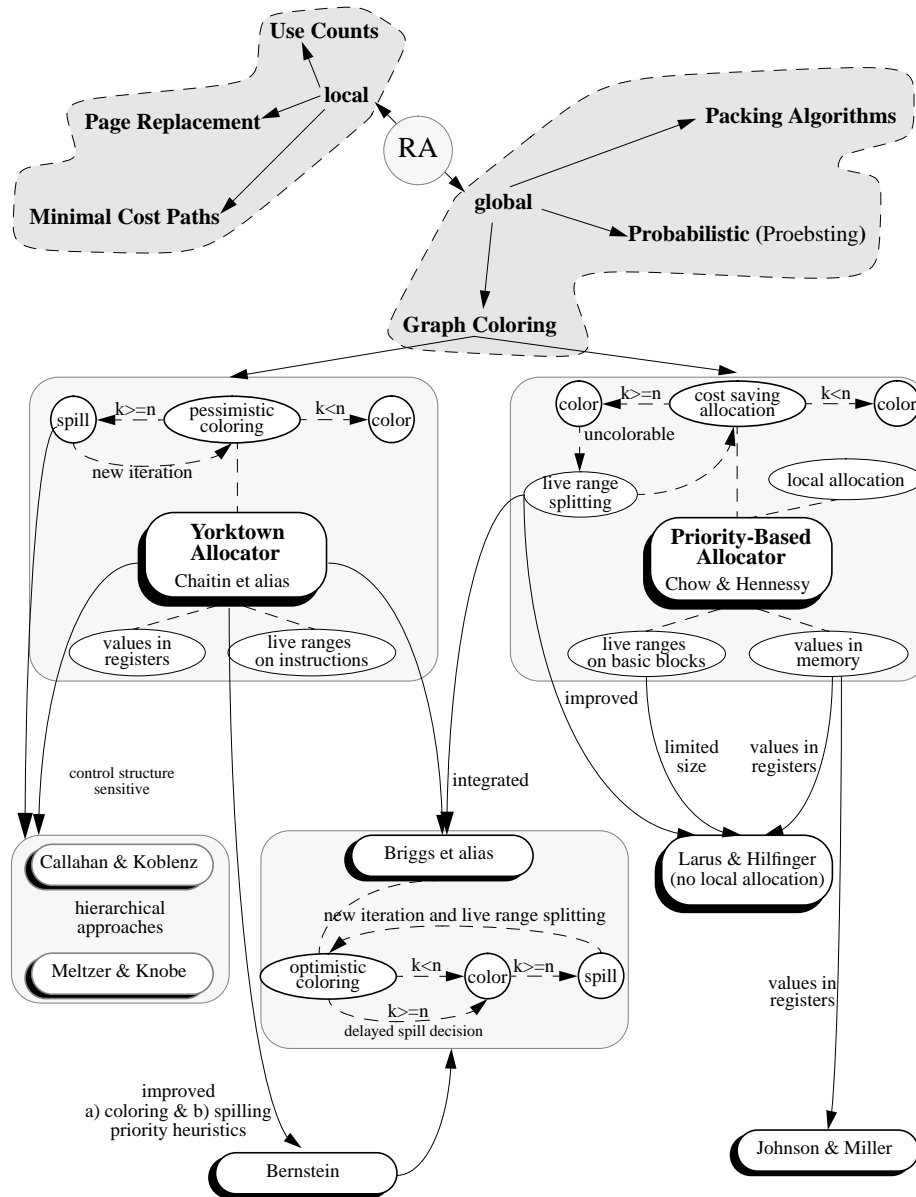 Use Counts
local
Page Replacement
RA
Packing Algorithms
Minimal Cost Paths
global
Probabilistic (Proebsting)
Graph Coloring
spill
k>=n
pessimistic
coloring
k<n
color
new iteration
Yorktown
Allocator
Chaitin et alias
values in
registers
live ranges
on instructions
color
k>=n
cost saving
allocation
k<n
color
uncolorable
live range
splitting
local allocation
Priority-Based
Allocator
Chow & Hennessy
live ranges
on basic blocks
values in
memory
improved
limited
size
values in
registers
control structure
sensitive
integrated
Callahan & Koblenz
hierarchical
approaches
Meltzer & Knobe
Briggs et alias
new iteration and live range splitting
optimistic
coloring
k<n
color
k>=n
spill
k>=n
delayed spill decision
Larus & Hilfinger
(no local allocation)
values in
registers
improved
a) coloring & b) spilling
priority heuristics
Bernstein
Johnson & Miller